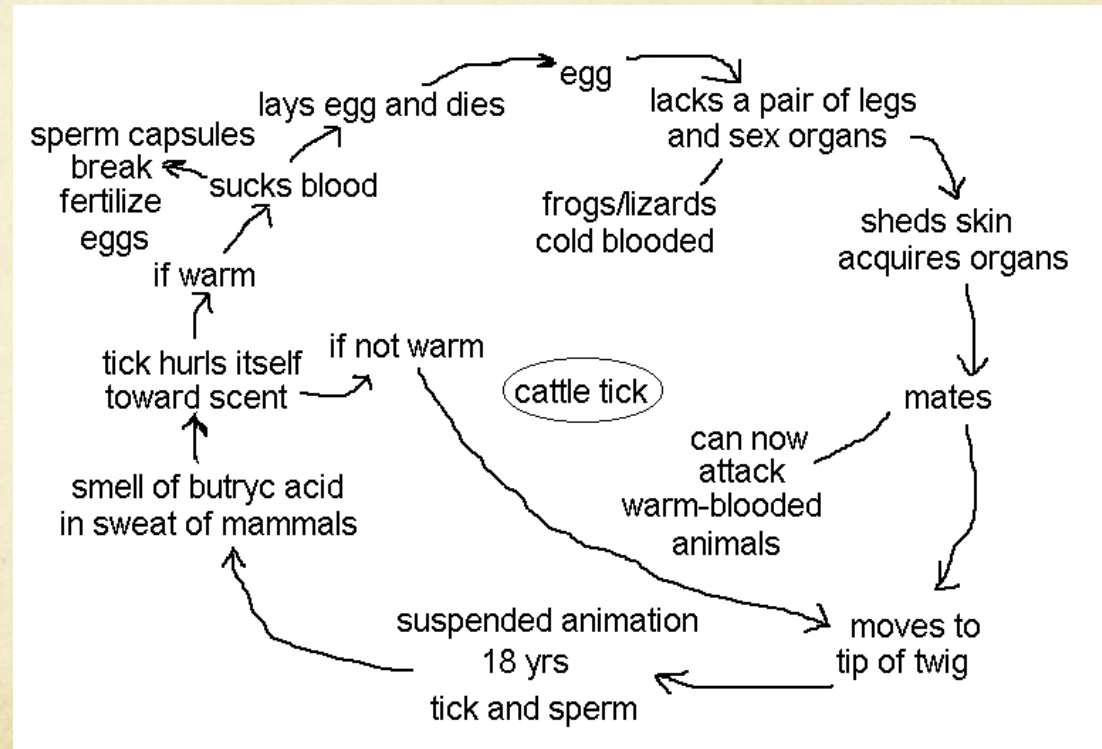 egg
lacks a pair of legs
and sex organs
frogs/lizards
cold blooded
sheds skin
acquires organs
mates
can now
attack
warm-blooded
animals
moves to
tip of twig
suspended animation
18 yrs
tick and sperm
smell of butryc acid
in sweat of mammals
tick hurls itself
toward scent
if not warm
if warm
sucks blood
sperm capsules
break
fertilize
eggs
lays egg and dies
cattle tick